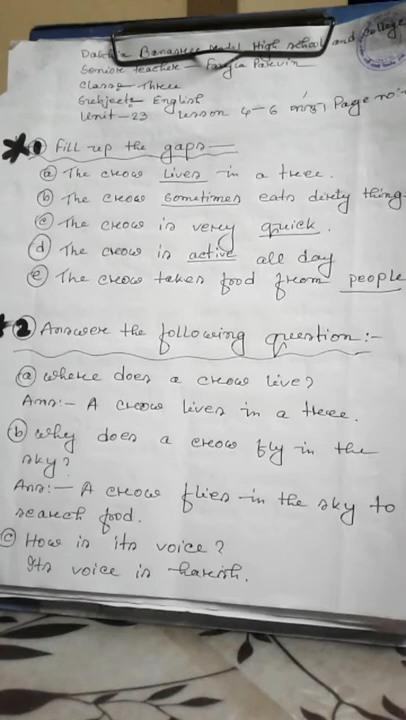 Dakshin Banasree Model High school and college
Seniore teacher - Farzia Parvin
Class - Three
Subject: English
Unit - 23 Lesson 4-6 Page no:-
① Fill up the gaps —
ⓐ The crow lives in a tree.
ⓑ The crow sometimes eats dirty thing.
ⓒ The crow is very quick.
ⓓ The crow is active all day
ⓔ The crow takes food from people
② Answer the following question:-
ⓐ where does a crow live?
Ans:- A crow lives in a tree.
ⓑ why does a crow fly in the
sky?
Ans:- A crow flies in the sky to
search food.
ⓒ How is its voice?
Its voice is harsh.